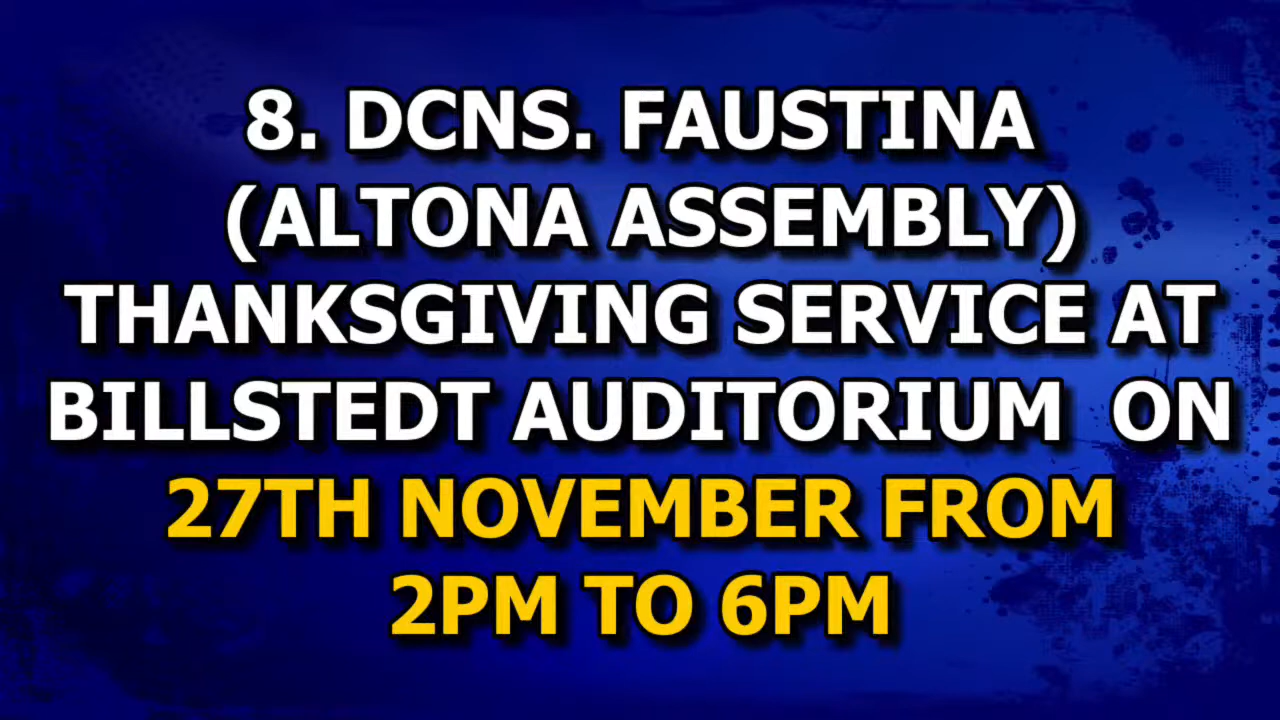 8. DCNS. FAUSTINA
(ALTONA ASSEMBLY)
THANKSGIVING SERVICE AT
BILLSTEDT AUDITORIUM  ON
27TH NOVEMBER FROM
2PM TO 6PM